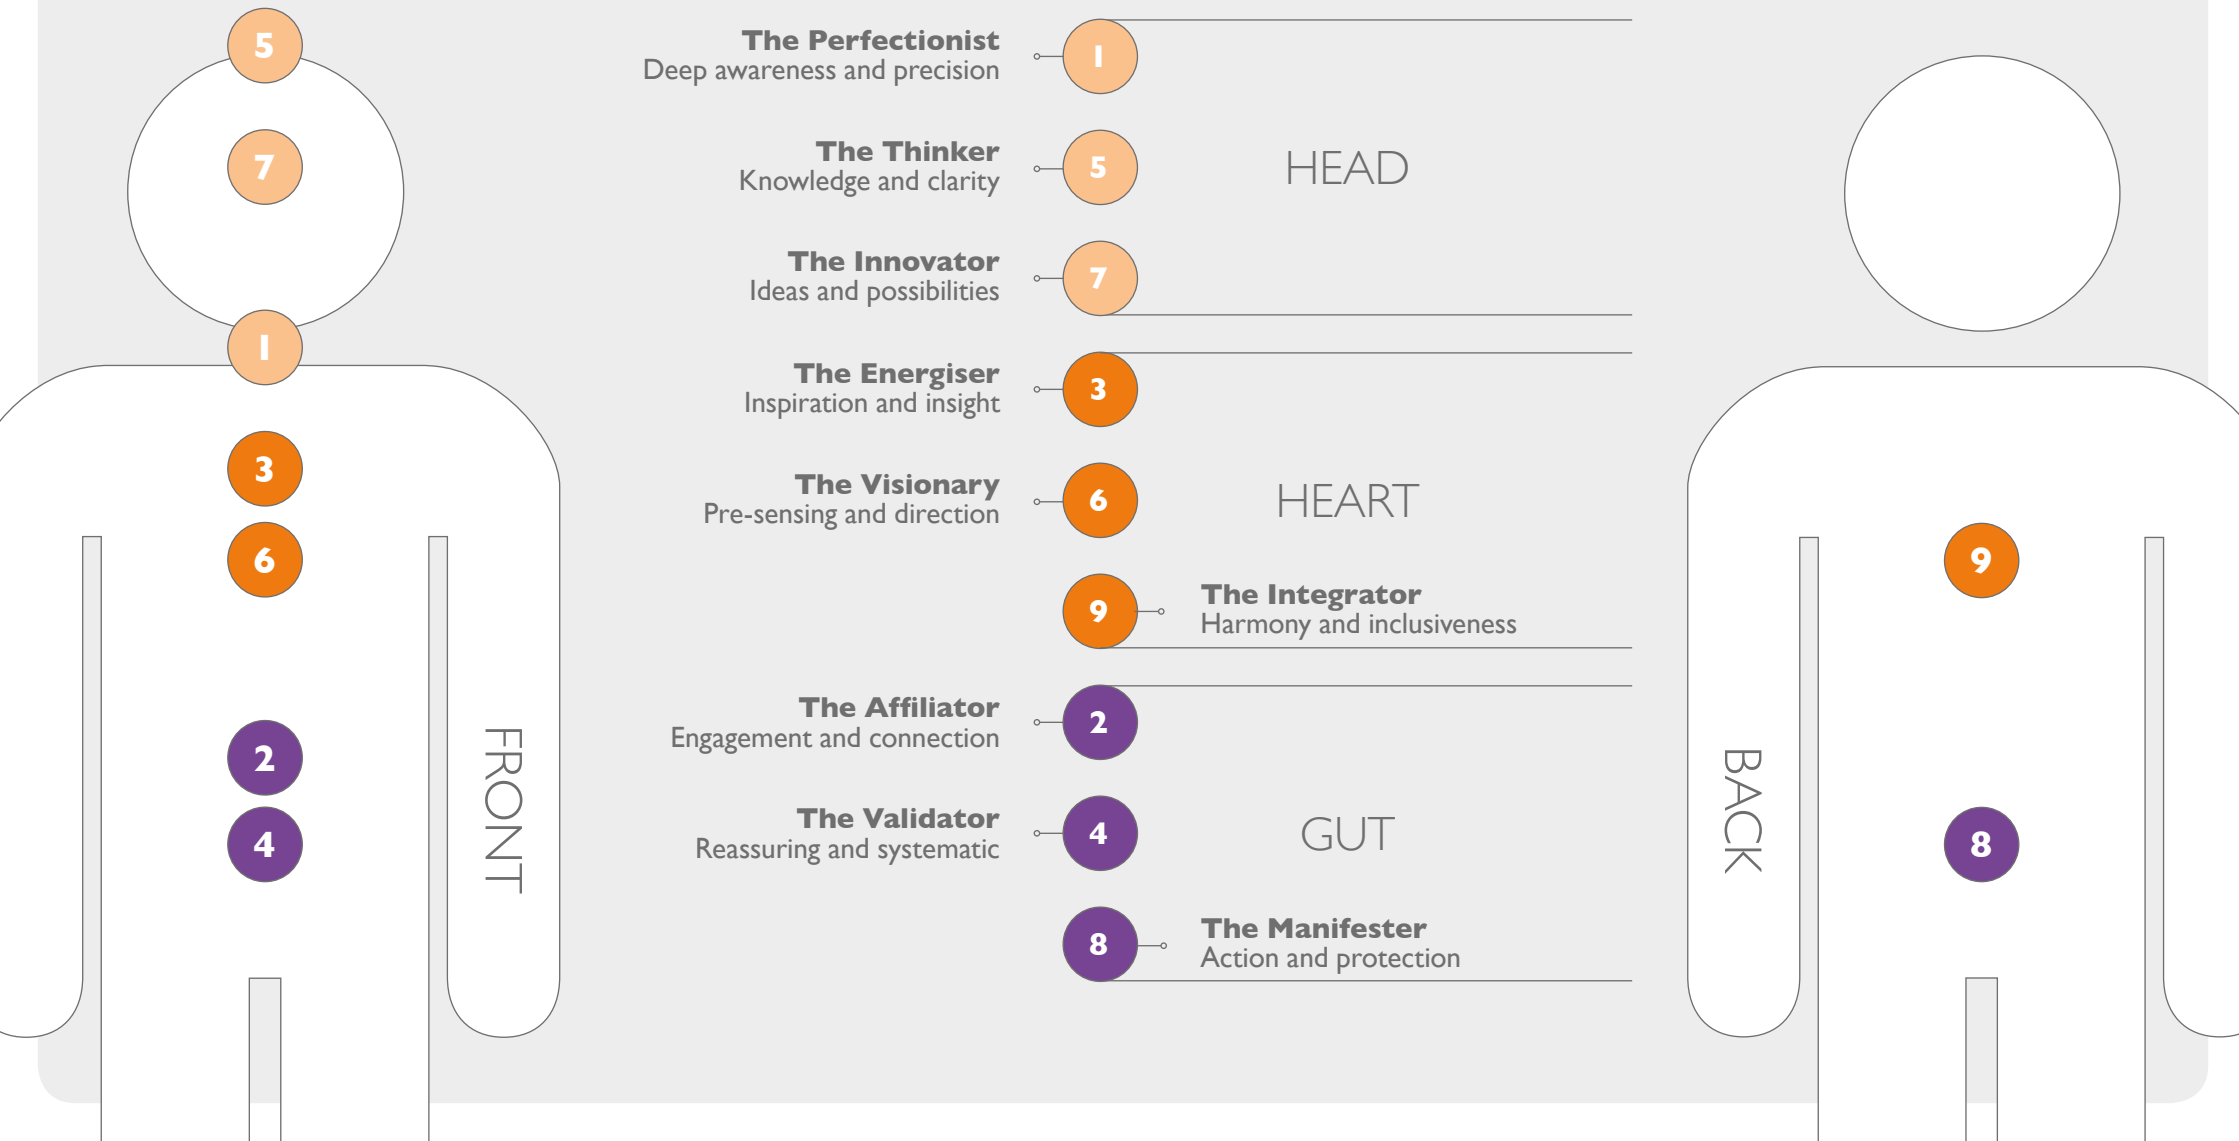 5
7
1
3
6
2
4
FRONT
The Perfectionist
Deep awareness and precision
1
The Thinker
Knowledge and clarity
5
HEAD
The Innovator
Ideas and possibilities
7
The Energiser
Inspiration and insight
3
The Visionary
Pre-sensing and direction
6
HEART
9
The Integrator
Harmony and inclusiveness
The Affiliator
Engagement and connection
2
The Validator
Reassuring and systematic
4
GUT
8
The Manifester
Action and protection
BACK
9
8